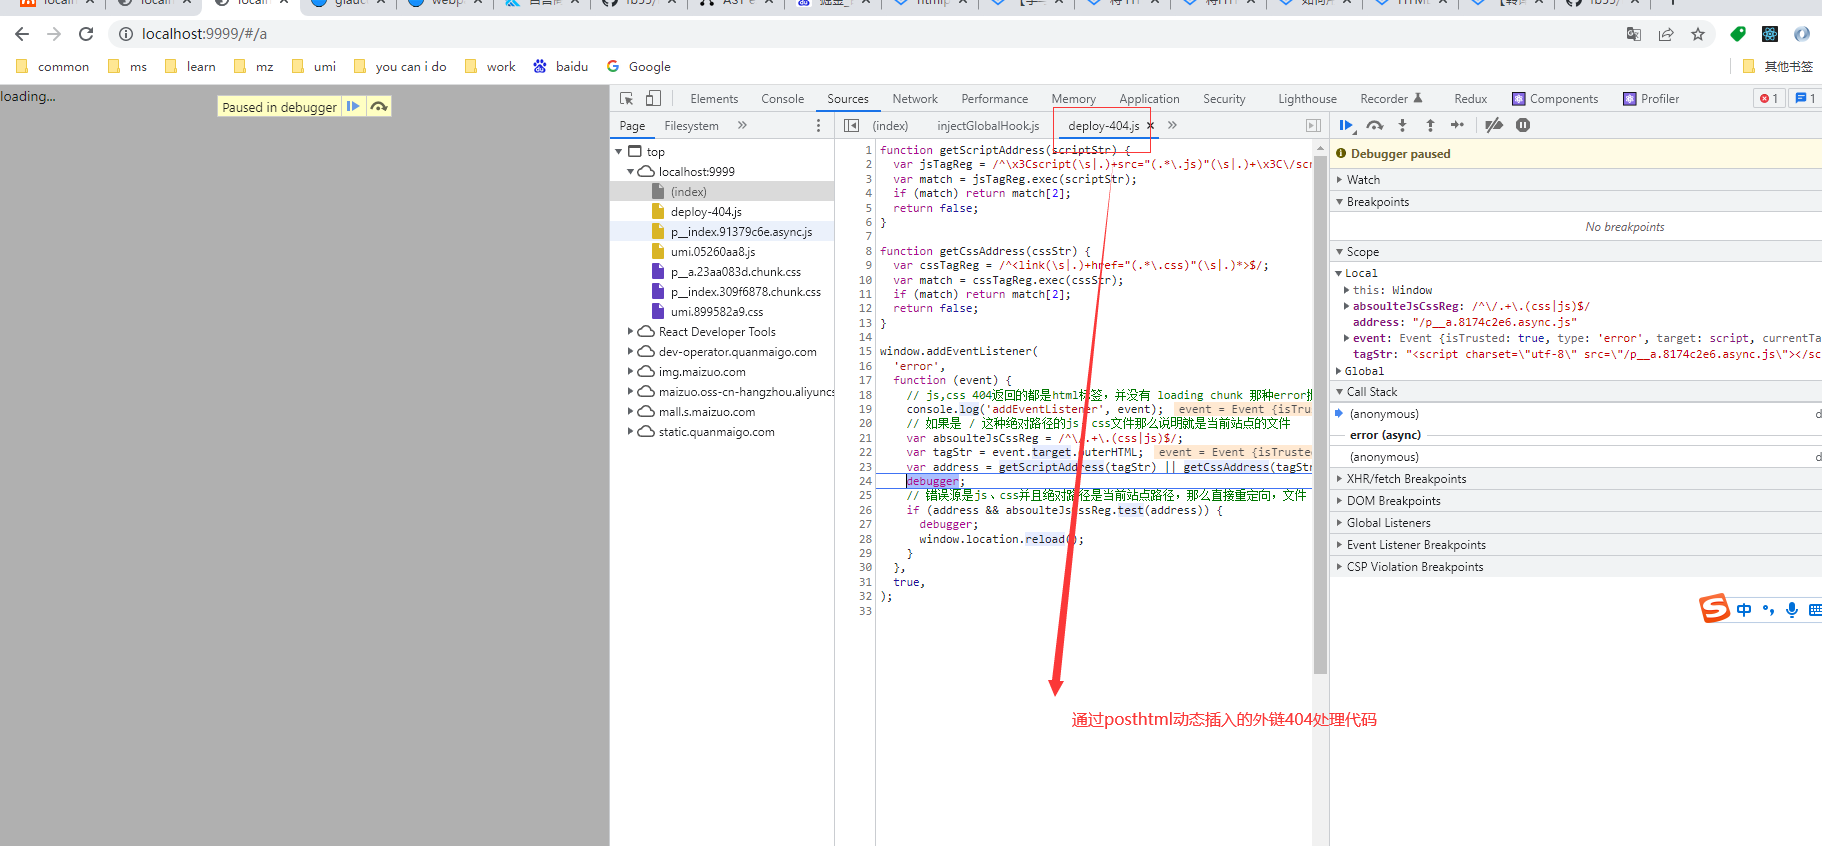 localhost:9999/#/a
common ms learn mz umi you can i do work baidu Google 其他书签
loading...
Paused in debugger
Elements Console Sources Network Performance Memory Application Security Lighthouse Recorder Redux Components Profiler 1 1
Page Filesystem »
(index) injectGlobalHook.js deploy-404.js × »
top
localhost:9999
(index)
deploy-404.js
p__index.91379c6e.async.js
umi.05260aa8.js
p__a.23aa083d.chunk.css
p__index.309f6878.chunk.css
umi.899582a9.css
React Developer Tools
dev-operator.quanmaigo.com
img.maizuo.com
maizuo.oss-cn-hangzhou.aliyuncs
mall.s.maizuo.com
static.quanmaigo.com
1 function getScriptAddress(scriptStr) {
2 var jsTagReg = /^\x3Cscript(\s|.)+src="(.*\.js)"(\s|.)+\x3C\/scr
3 var match = jsTagReg.exec(scriptStr);
4 if (match) return match[2];
5 return false;
6 }
7
8 function getCssAddress(cssStr) {
9 var cssTagReg = /^<link(\s|.)+href="(.*\.css)"(\s|.)*>$/;
10 var match = cssTagReg.exec(cssStr);
11 if (match) return match[2];
12 return false;
13 }
14
15 window.addEventListener(
16 'error',
17 function (event) {
18 // js,css 404返回的都是html标签，并没有 loading chunk 那种error
19 console.log('addEventListener', event); event = Event {isTru
20 // 如果是 / 这种绝对路径的js css文件那么说明就是当前站点的文件
21 var absoulteJsCssReg = /^\/.+\.(css|js)$/;
22 var tagStr = event.target.outerHTML; event = Event {isTrusted
23 var address = getScriptAddress(tagStr) || getCssAddress(tagStr
24 debugger;
25 // 错误源是js、css并且绝对路径是当前站点路径，那么直接重定向，文件
26 if (address && absoulteJsCssReg.test(address)) {
27 debugger;
28 window.location.reload();
29 }
30 },
31 true,
32 );
33
Debugger paused
Watch
Breakpoints
No breakpoints
Scope
Local
this: Window
absoulteJsCssReg: /^\/.+\.(css|js)$/
address: "/p__a.8174c2e6.async.js"
event: Event {isTrusted: true, type: 'error', target: script, currentTa
tagStr: "<script charset=\"utf-8\" src=\"/p__a.8174c2e6.async.js\"></sc
Global
Call Stack
(anonymous) d
error (async)
(anonymous) d
XHR/fetch Breakpoints
DOM Breakpoints
Global Listeners
Event Listener Breakpoints
CSP Violation Breakpoints
中
通过posthtml动态插入的外链404处理代码